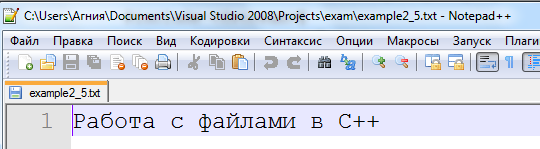 C:\Users\Агния\Documents\Visual Studio 2008\Projects\exam\example2_5.txt - Notepad++
Файл Правка Поиск Вид Кодировки Синтаксис Опции Макросы Запуск Плаги
example2_5.txt
1 Работа с файлами в С++